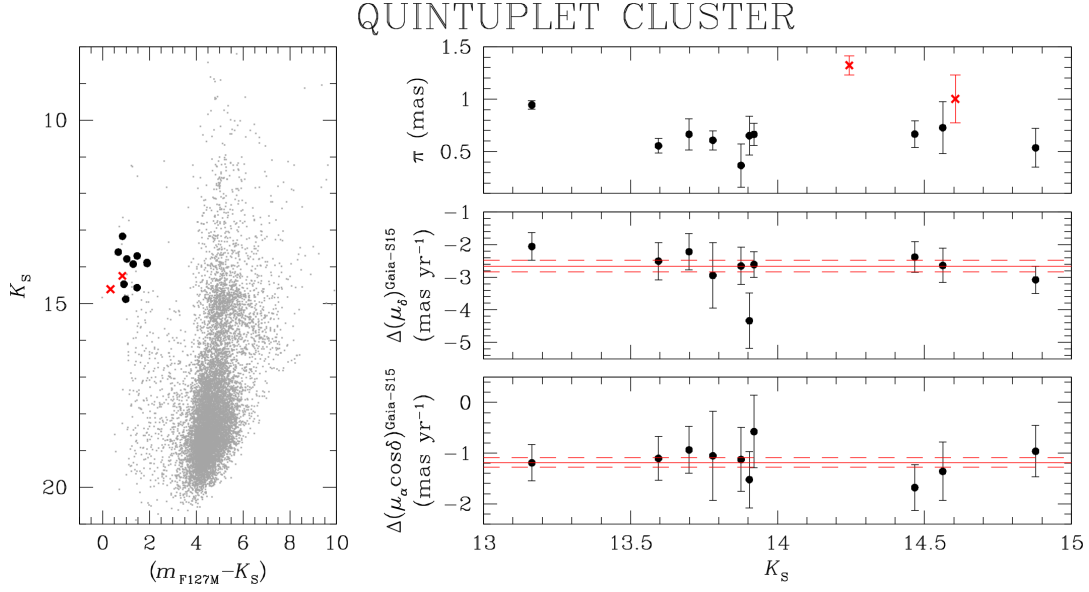 QUINTUPLET CLUSTER
10
15
20
K_S
0 2 4 6 8 10
(m_F127M−K_S)
1.5
1
0.5
π (mas)
−1
−2
−3
−4
−5
Δ(μ_δ)^Gaia−S15
(mas yr^−1)
0
−1
−2
Δ(μ_α cosδ)^Gaia−S15
(mas yr^−1)
13 13.5 14 14.5 15
K_S